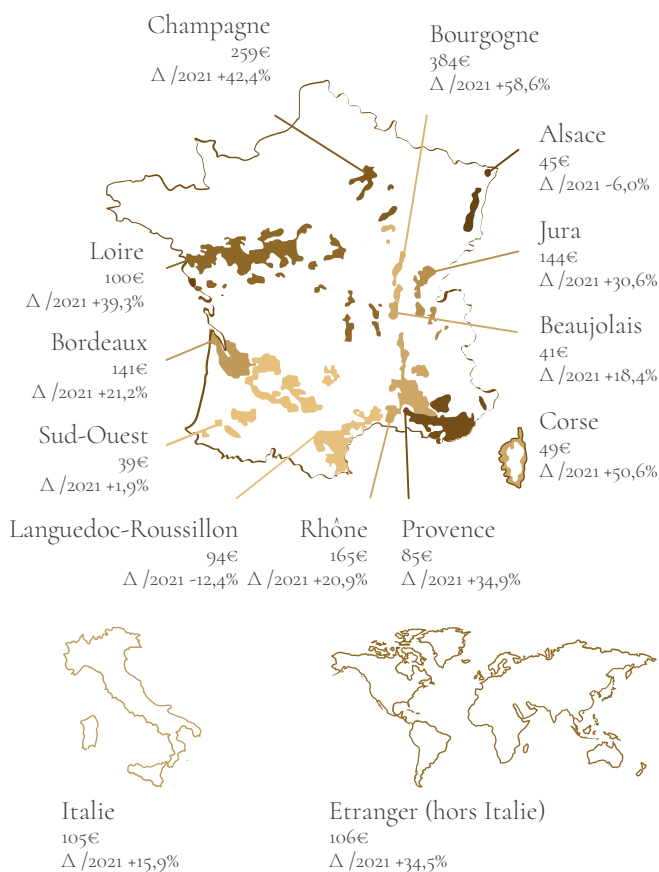 Champagne
259€
Δ /2021 +42,4%
Bourgogne
384€
Δ /2021 +58,6%
Alsace
45€
Δ /2021 -6,0%
Jura
144€
Δ /2021 +30,6%
Loire
100€
Δ /2021 +39,3%
Beaujolais
41€
Δ /2021 +18,4%
Bordeaux
141€
Δ /2021 +21,2%
Corse
49€
Δ /2021 +50,6%
Sud-Ouest
39€
Δ /2021 +1,9%
Languedoc-Roussillon
94€
Δ /2021 -12,4%
Rhône
165€
Δ /2021 +20,9%
Provence
85€
Δ /2021 +34,9%
Italie
105€
Δ /2021 +15,9%
Etranger (hors Italie)
106€
Δ /2021 +34,5%